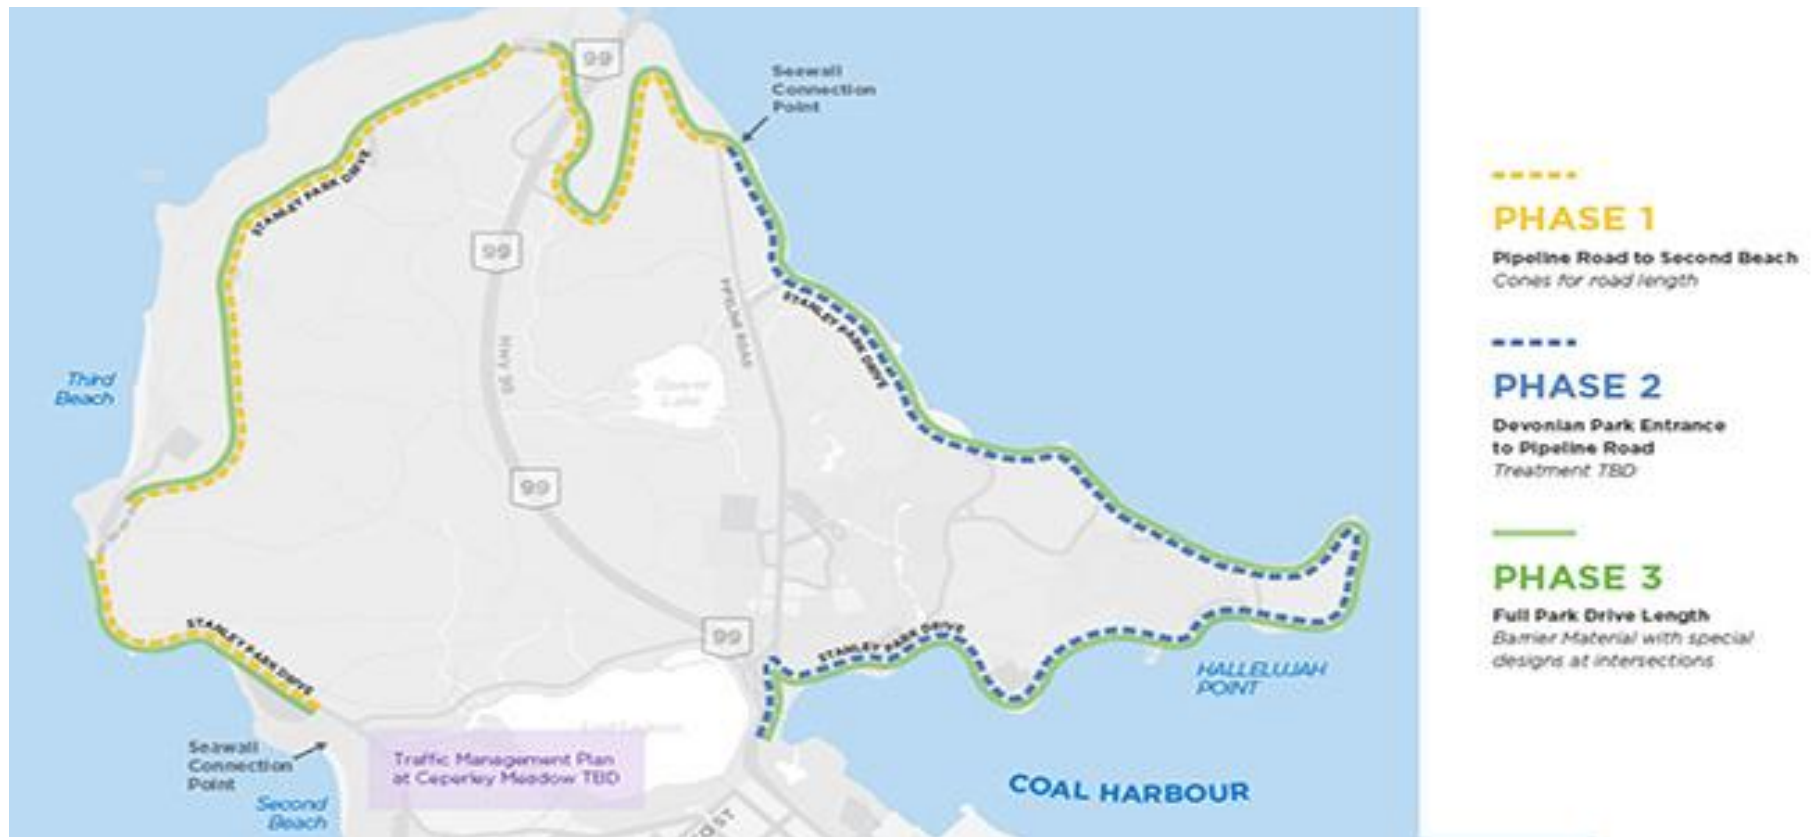 99
Seawall
Connection
Point
STANLEY PARK DRIVE
99
PIPELINE ROAD
STANLEY PARK DRIVE
HWY 99
Third
Beach
99
STANLEY PARK DRIVE
99
STANLEY PARK DRIVE
HALLELUJAH
POINT
Seawall
Connection
Point
Traffic Management Plan
at Ceperley Meadow TBD
Second
Beach
COAL HARBOUR
ST
PHASE 1
Pipeline Road to Second Beach
Cones for road length
PHASE 2
Devonian Park Entrance
to Pipeline Road
Treatment TBD
PHASE 3
Full Park Drive Length
Barrier Material with special
designs at intersections